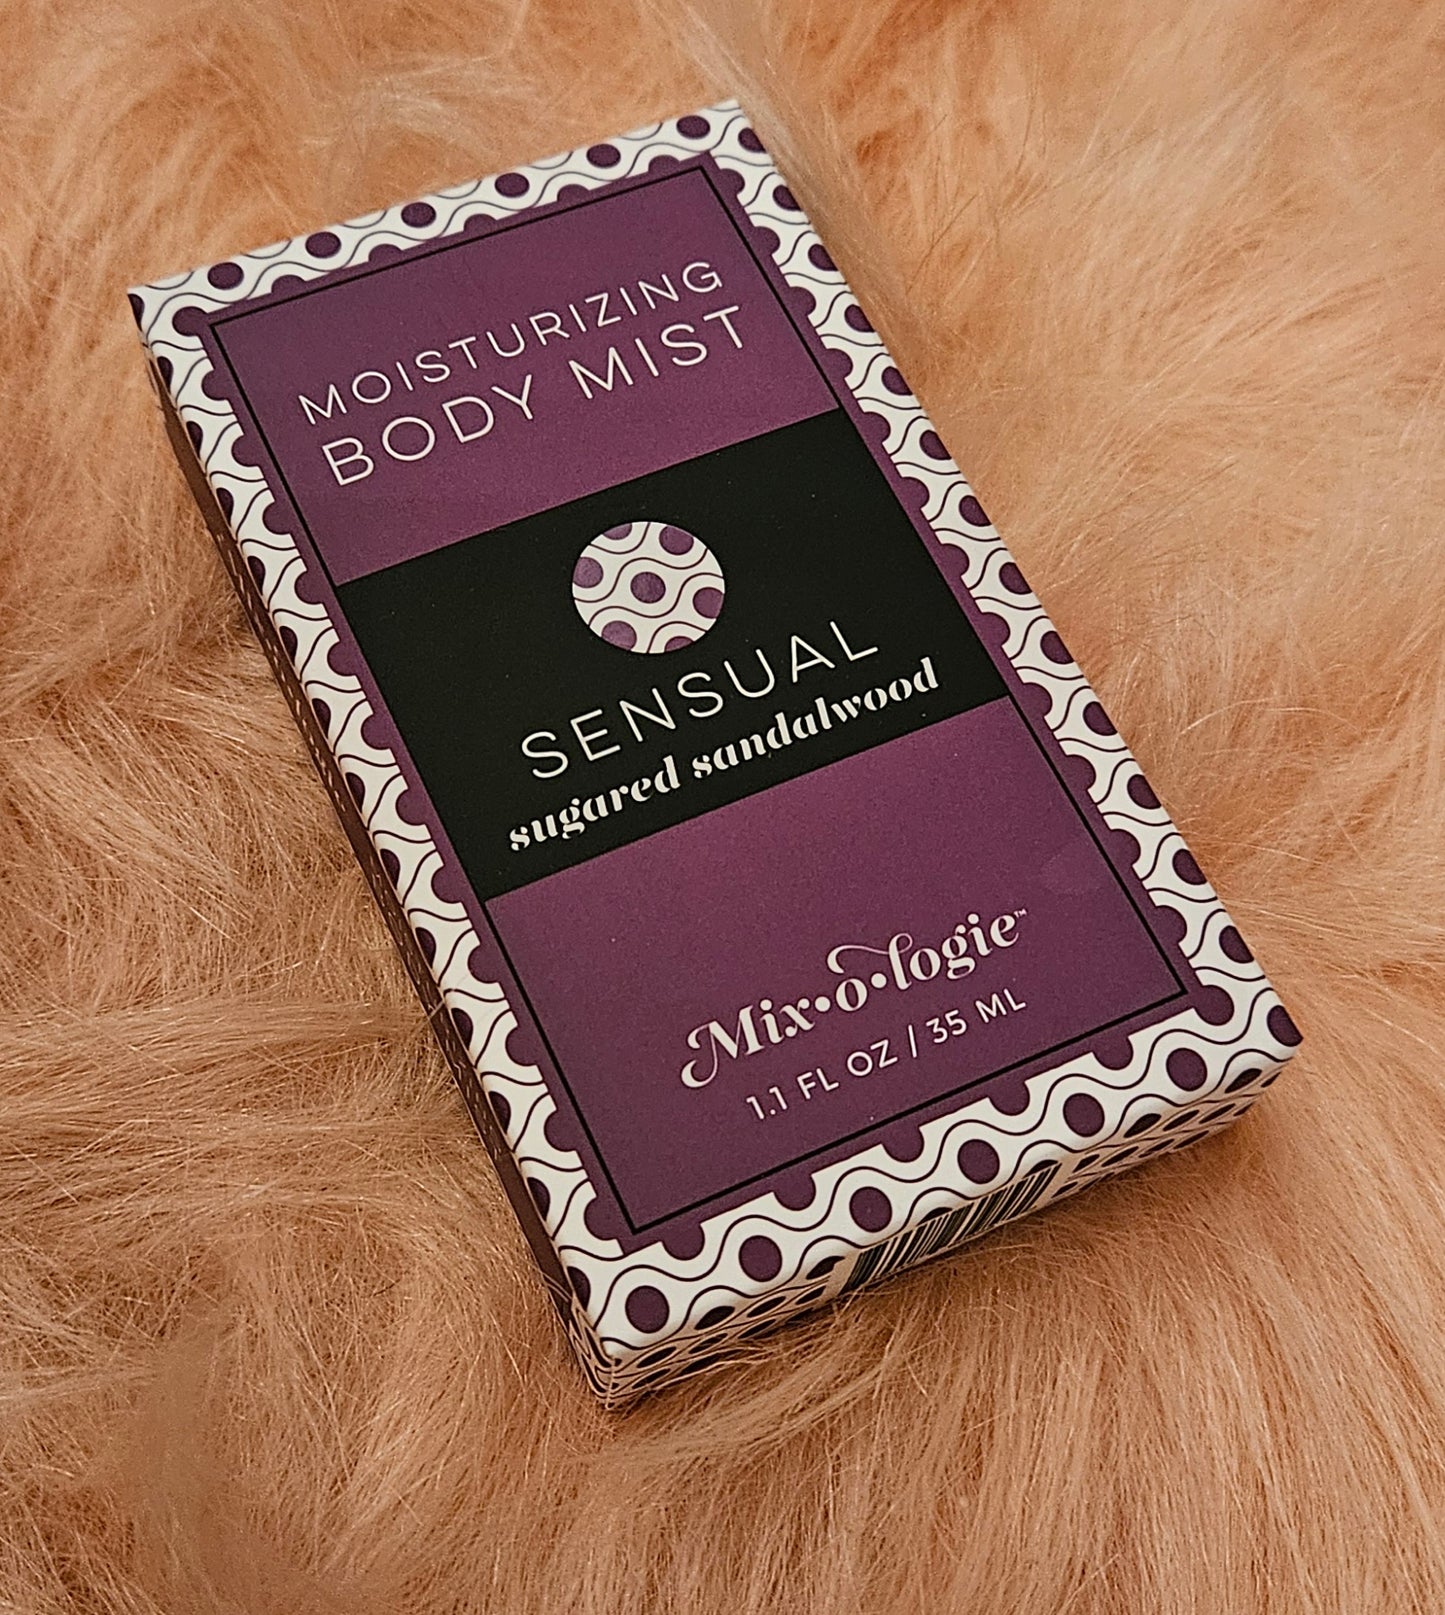 MOISTURIZING
BODY MIST
SENSUAL
sugared sandalwood
Mix•o•logie™
1.1 FL OZ / 35 ML